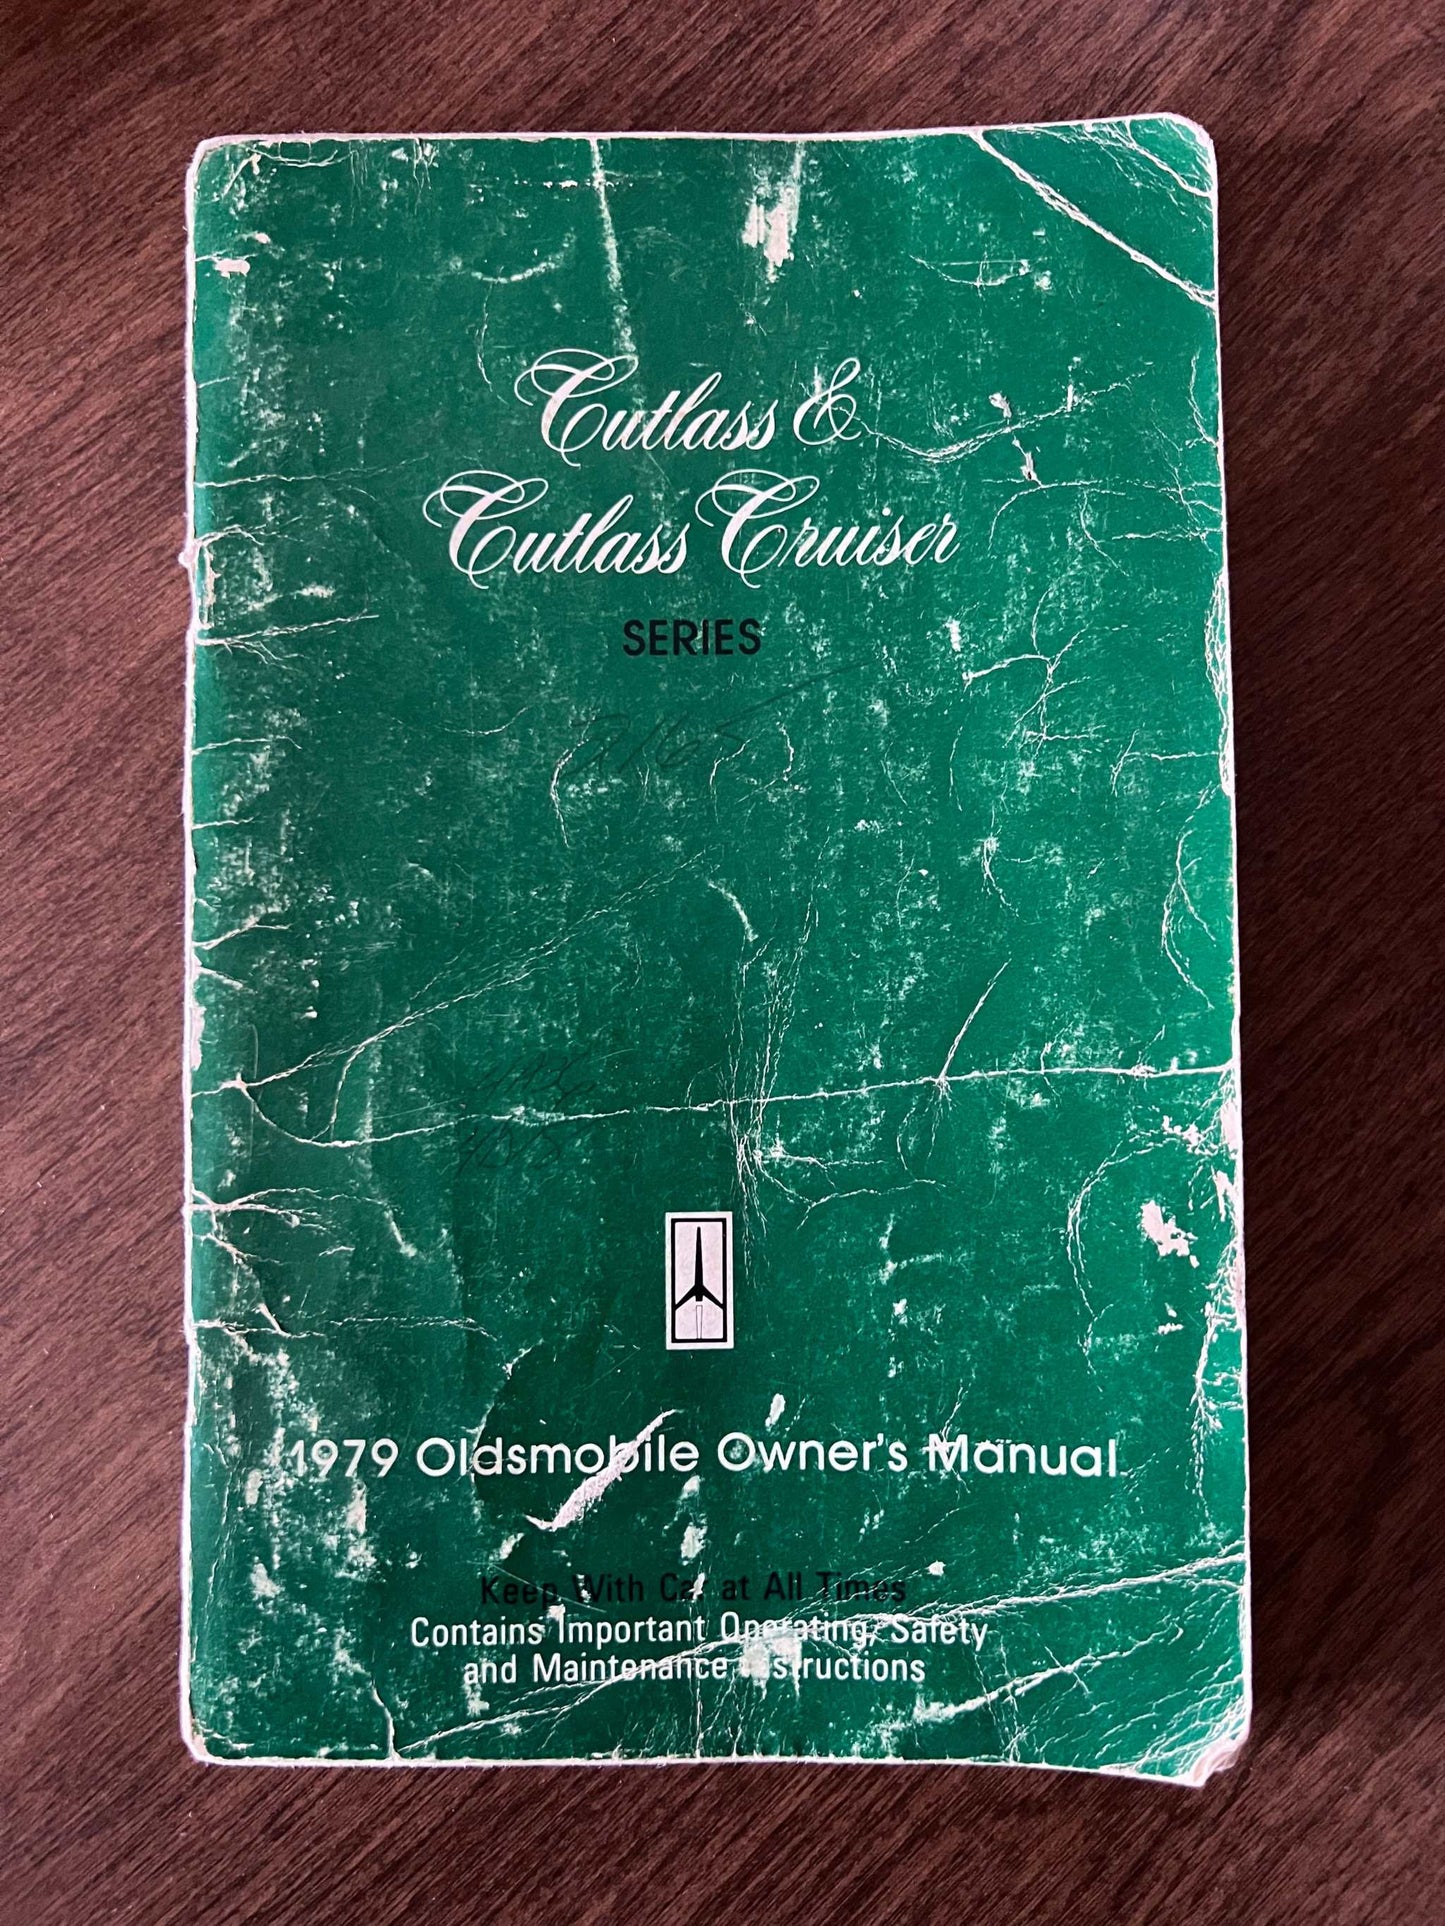 Cutlass &
Cutlass Cruiser
SERIES
2165
1979 Oldsmobile Owner's Manual
Keep With Car at All Times
Contains Important Operating, Safety
and Maintenance Instructions